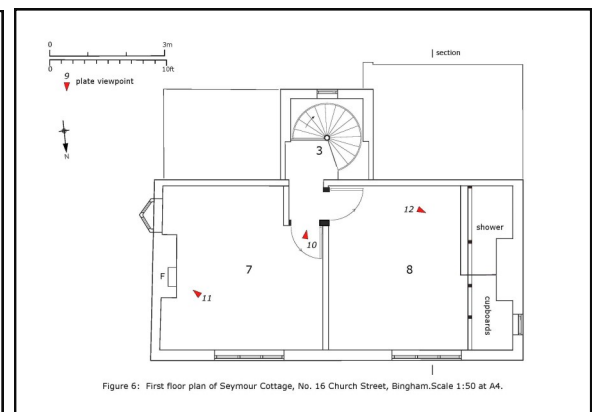 0 3m
0 10ft
9 plate viewpoint
N
section
3
12
shower
10
F
7
8
11
cupboards
Figure 6: First floor plan of Seymour Cottage, No. 16 Church Street, Bingham.Scale 1:50 at A4.